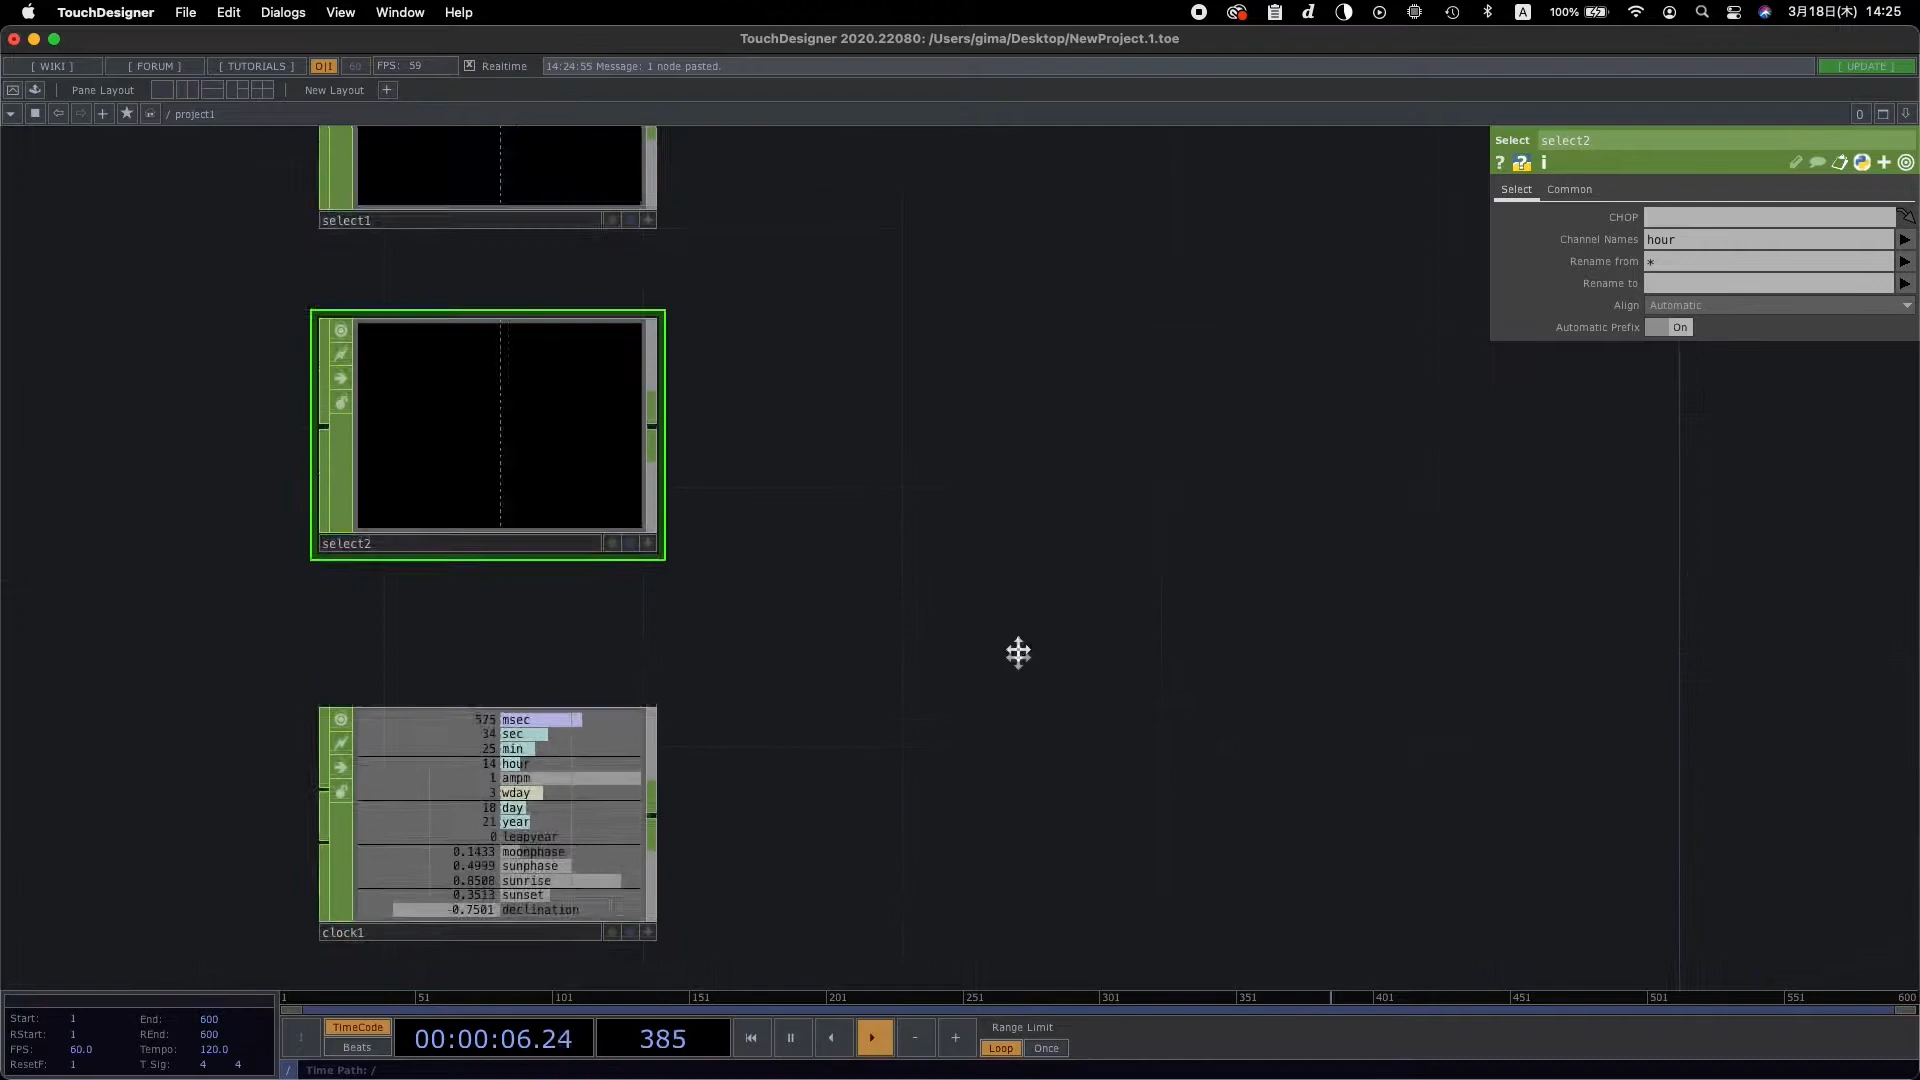 TouchDesigner File Edit Dialogs View Window Help
d A 100% 3月18日(木) 14:25
TouchDesigner 2020.22080: /Users/gima/Desktop/NewProject.1.toe
[ WIKI ] [ FORUM ] [ TUTORIALS ] O|I 60 FPS: 59 Realtime 14:24:55 Message: 1 node pasted. [ UPDATE ]
Pane Layout New Layout +
/ project1 0
Select select2
? ? i
Select Common
CHOP
Channel Names hour
Rename from *
Rename to
Align Automatic
Automatic Prefix On
select1
select2
575 msec
34 sec
25 min
14 hour
1 ampm
3 wday
18 day
21 year
0 leapyear
0.1433 moonphase
0.4999 sunphase
0.8508 sunrise
0.3513 sunset
-0.7501 declination
clock1
1 51 101 151 201 251 301 351 401 451 501 551 600
Start: 1 End: 600
RStart: 1 REnd: 600
FPS: 60.0 Tempo: 120.0
ResetF: 1 T Sig: 4 4
1 TimeCode
Beats
00:00:06.24 385 - +
Range Limit
Loop Once
/ Time Path: /